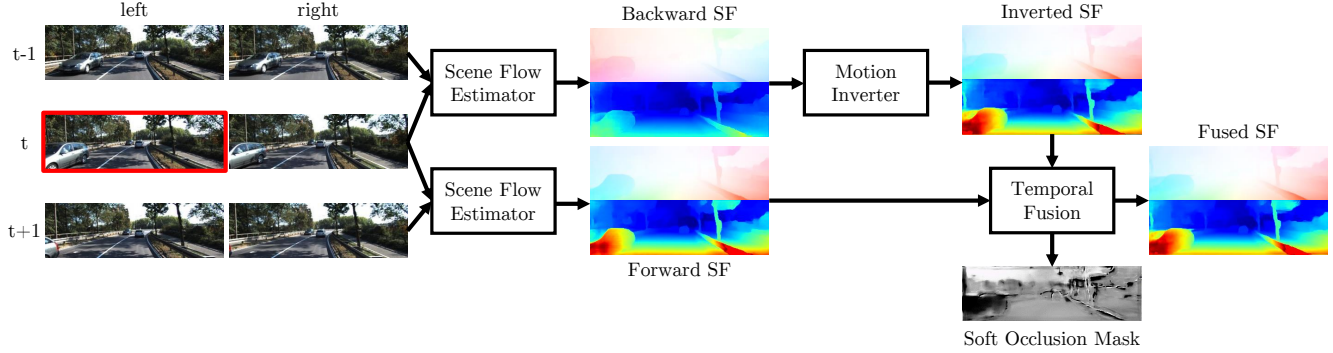 left
right
Backward SF
Inverted SF
t-1
Scene Flow
Estimator
Motion
Inverter
t
Fused SF
Scene Flow
Estimator
Temporal
Fusion
t+1
Forward SF
Soft Occlusion Mask